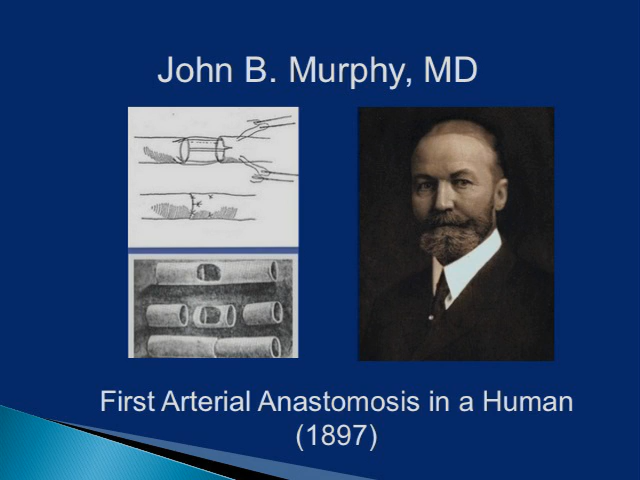 John B. Murphy, MD
First Arterial Anastomosis in a Human
(1897)